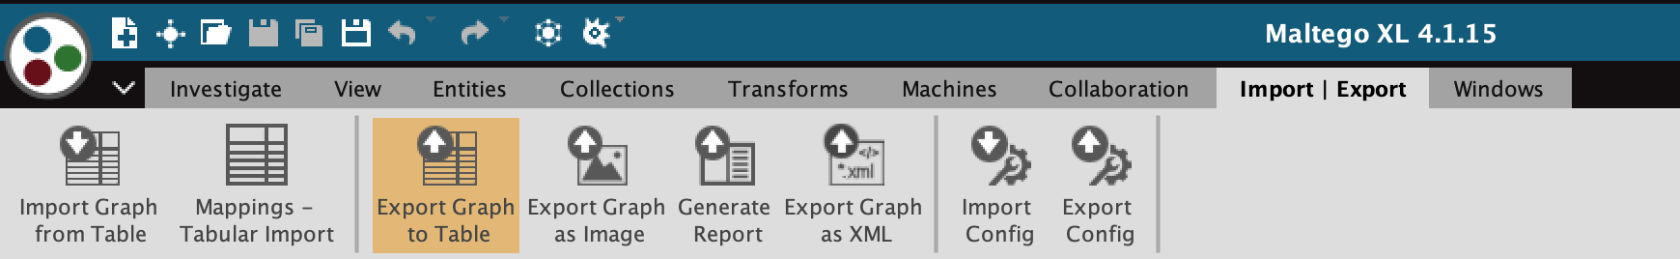 Maltego XL 4.1.15
Investigate View Entities Collections Transforms Machines Collaboration Import | Export Windows
Import Graph
from Table
Mappings –
Tabular Import
Export Graph
to Table
Export Graph
as Image
Generate
Report
</>
*.xml
Export Graph
as XML
Import
Config
Export
Config